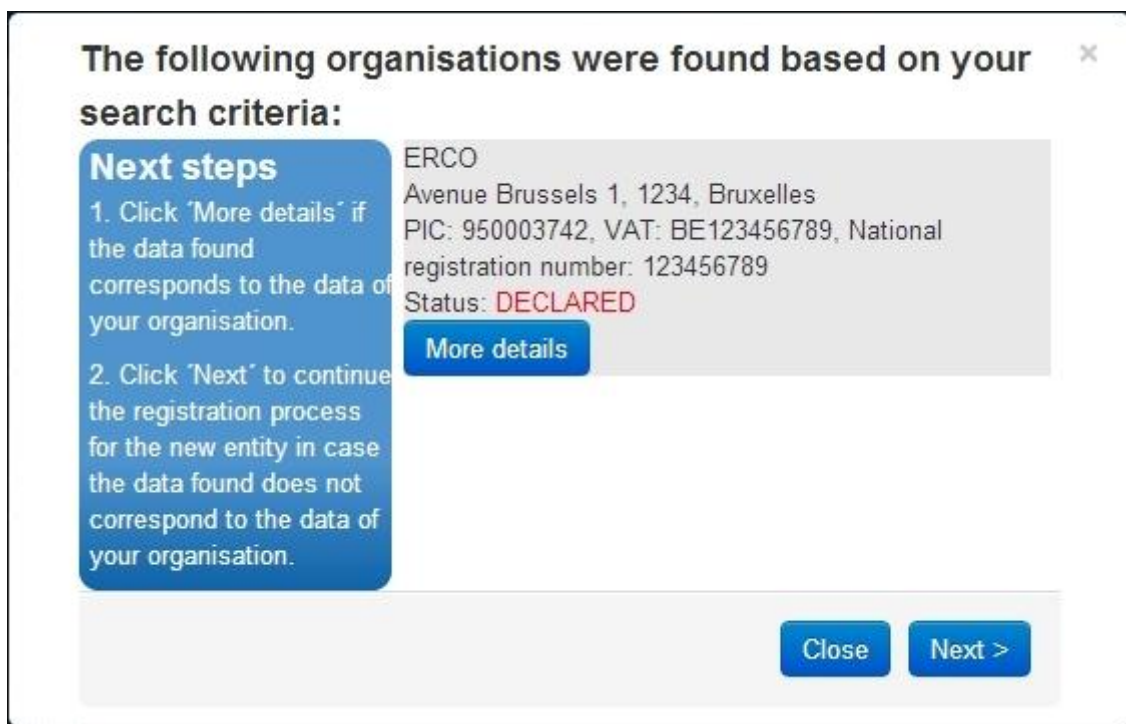 The following organisations were found based on your
search criteria:
×
Next steps
1. Click ´More details´ if
the data found
corresponds to the data of
your organisation.
2. Click ´Next´ to continue
the registration process
for the new entity in case
the data found does not
correspond to the data of
your organisation.
ERCO
Avenue Brussels 1, 1234, Bruxelles
PIC: 950003742, VAT: BE123456789, National
registration number: 123456789
Status: DECLARED
More details
Close
Next >